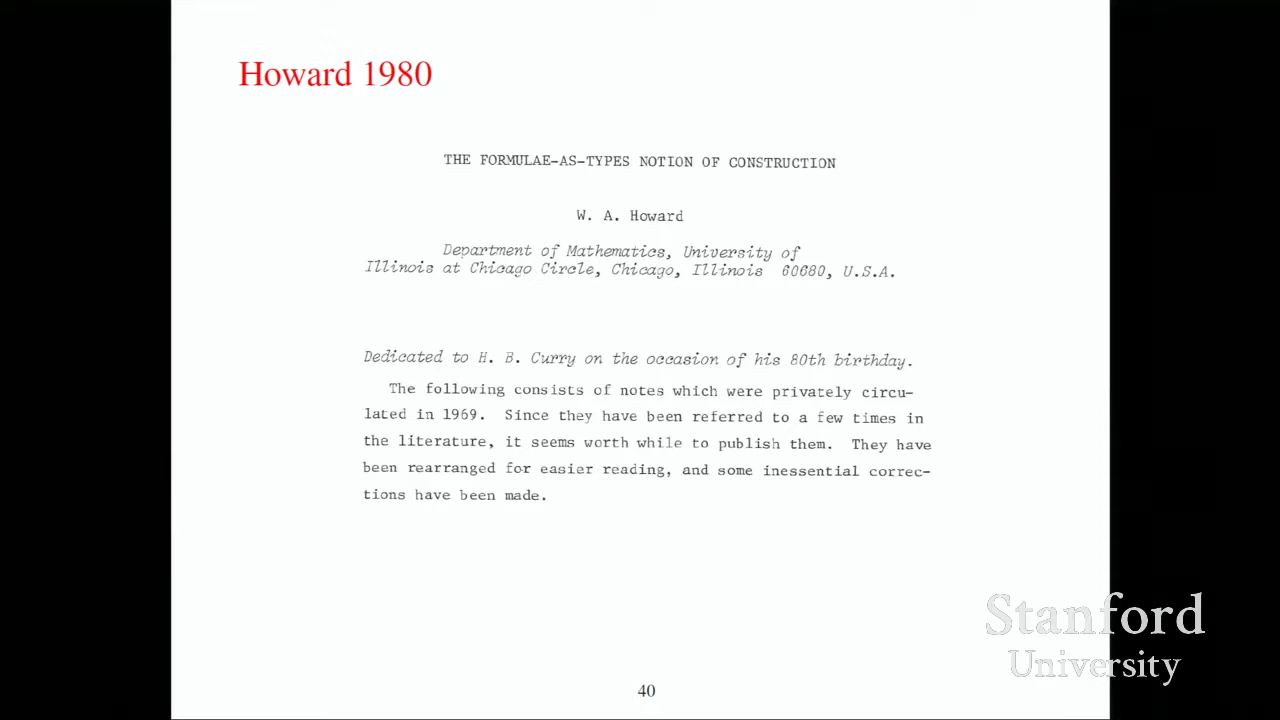 Howard 1980
THE FORMULAE-AS-TYPES NOTION OF CONSTRUCTION
W. A. Howard
Department of Mathematics, University of
Illinois at Chicago Circle, Chicago, Illinois 60680, U.S.A.
Dedicated to H. B. Curry on the occasion of his 80th birthday.
The following consists of notes which were privately circu-
lated in 1969. Since they have been referred to a few times in
the literature, it seems worth while to publish them. They have
been rearranged for easier reading, and some inessential correc-
tions have been made.
Stanford
University
40